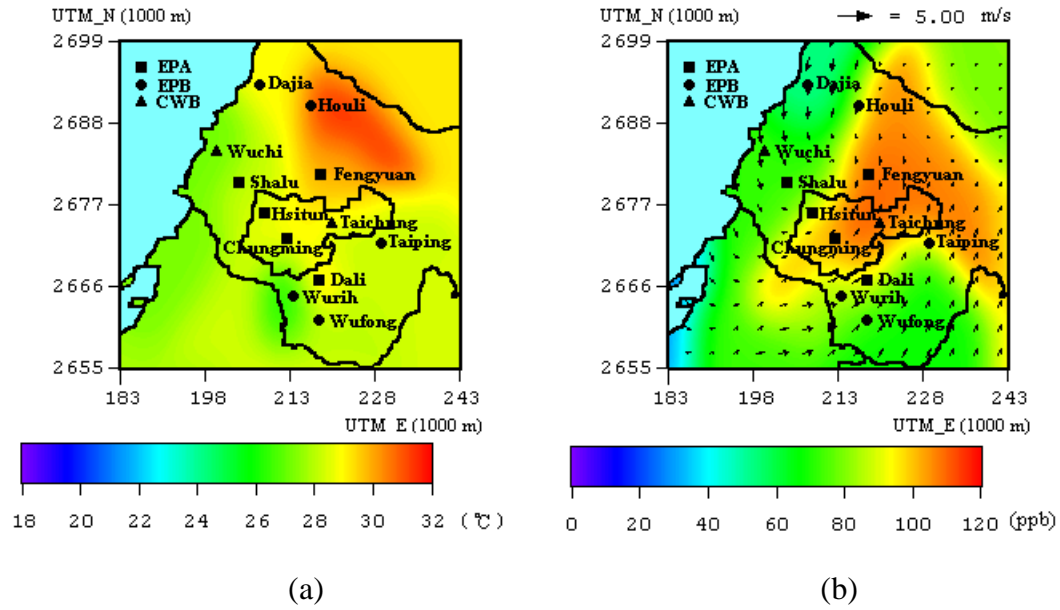 UTM_N (1000 m)
2699
2688
2677
2666
2655
183 198 213 228 243
UTM_E (1000 m)
EPA
EPB
CWB
Dajia
Houli
Wuchi
Shalu
Fengyuan
Hsitun
Taichung
Chungming
Taiping
Dali
Wurih
Wufong
18 20 22 24 26 28 30 32 (℃)
(a)
UTM_N (1000 m)
= 5.00 m/s
2699
2688
2677
2666
2655
183 198 213 228 243
UTM_E (1000 m)
EPA
EPB
CWB
Dajia
Houli
Wuchi
Shalu
Fengyuan
Hsitun
Taichung
Chungming
Taiping
Dali
Wurih
Wufong
0 20 40 60 80 100 120 (ppb)
(b)